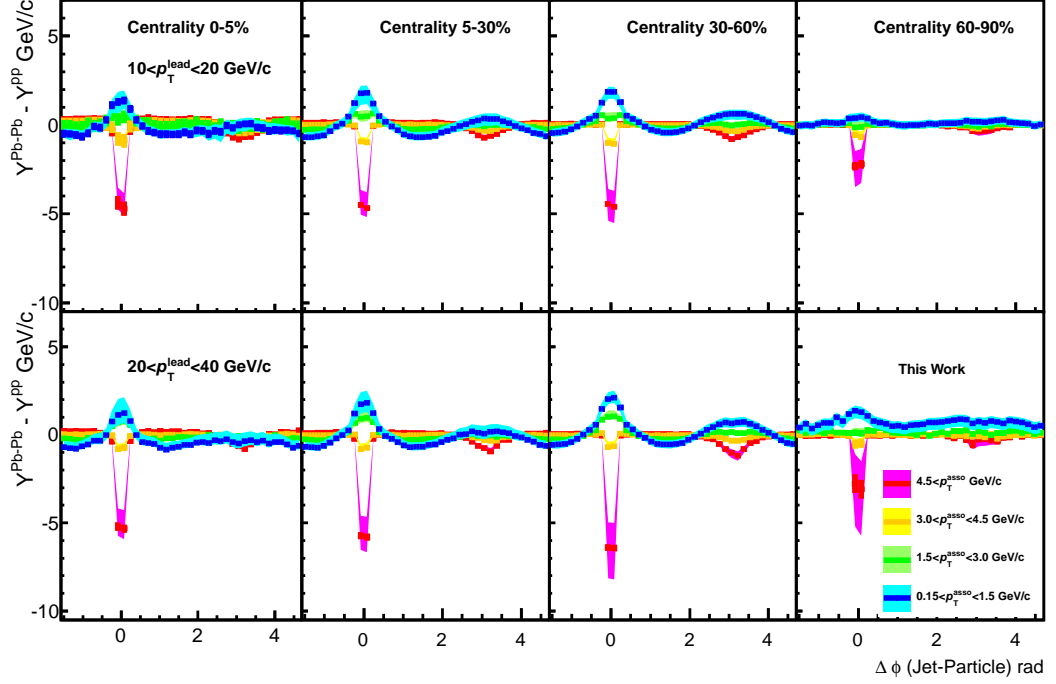 Centrality 0-5%
Centrality 5-30%
Centrality 30-60%
Centrality 60-90%
10<p_T^lead<20 GeV/c
Y^Pb-Pb - Y^pp GeV/c
5
0
-5
-10
20<p_T^lead<40 GeV/c
This Work
Y^Pb-Pb - Y^pp GeV/c
5
0
-5
-10
4.5<p_T^asso GeV/c
3.0<p_T^asso<4.5 GeV/c
1.5<p_T^asso<3.0 GeV/c
0.15<p_T^asso<1.5 GeV/c
0 2 4 0 2 4 0 2 4 0 2 4
Δ ϕ (Jet-Particle) rad